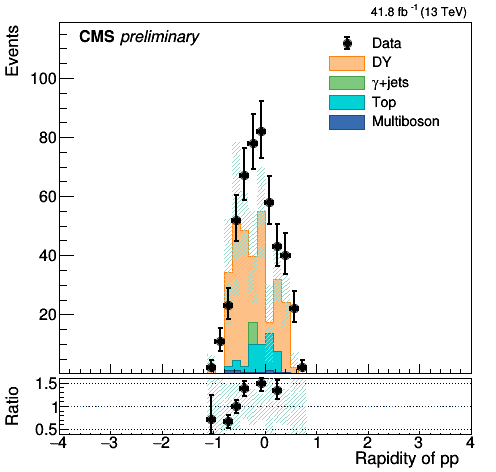 41.8 fb⁻¹ (13 TeV)
CMS preliminary
Events
Data
DY
γ+jets
Top
Multiboson
100
80
60
40
20
Ratio
1.5
1
0.5
−4 −3 −2 −1 0 1 2 3 4
Rapidity of pp